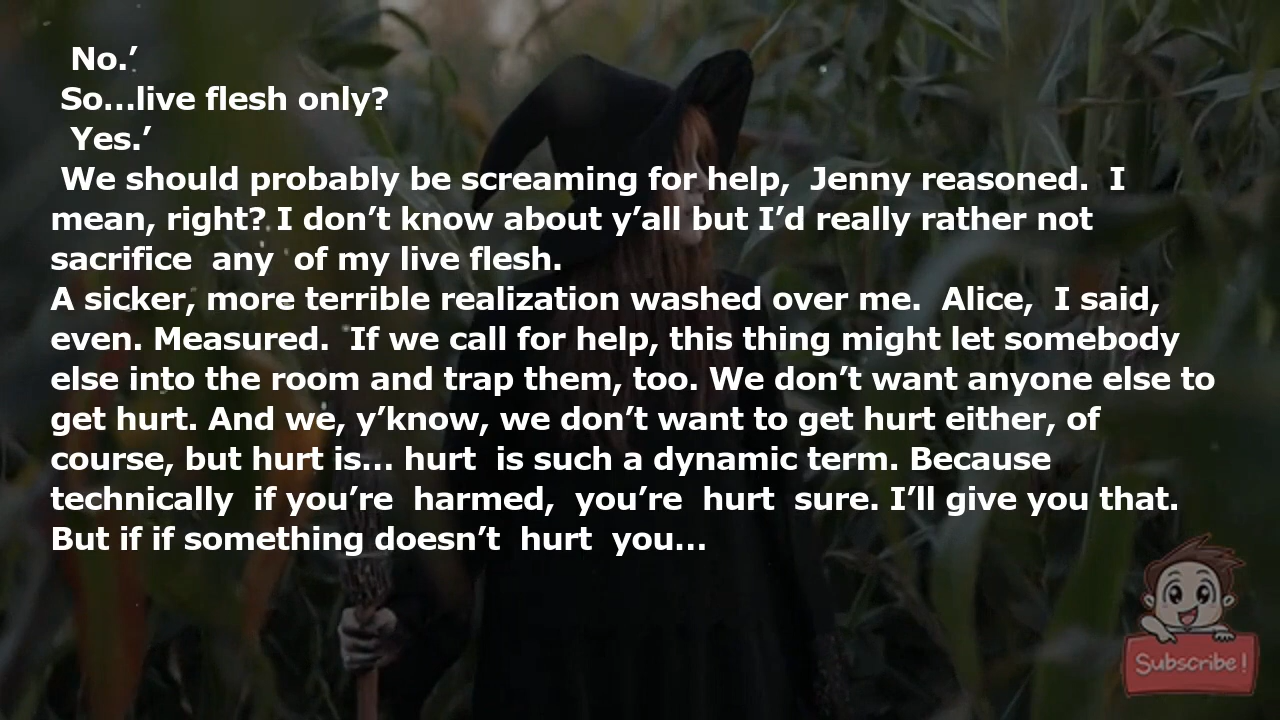 No.’
So...live flesh only?
Yes.’
We should probably be screaming for help,  Jenny reasoned.  I
mean, right? I don’t know about y’all but I’d really rather not
sacrifice  any  of my live flesh.
A sicker, more terrible realization washed over me.  Alice,  I said,
even. Measured.  If we call for help, this thing might let somebody
else into the room and trap them, too. We don’t want anyone else to
get hurt. And we, y’know, we don’t want to get hurt either, of
course, but hurt is... hurt  is such a dynamic term. Because
technically  if you’re  harmed,  you’re  hurt  sure. I’ll give you that.
But if if something doesn’t  hurt  you...
Subscribe!